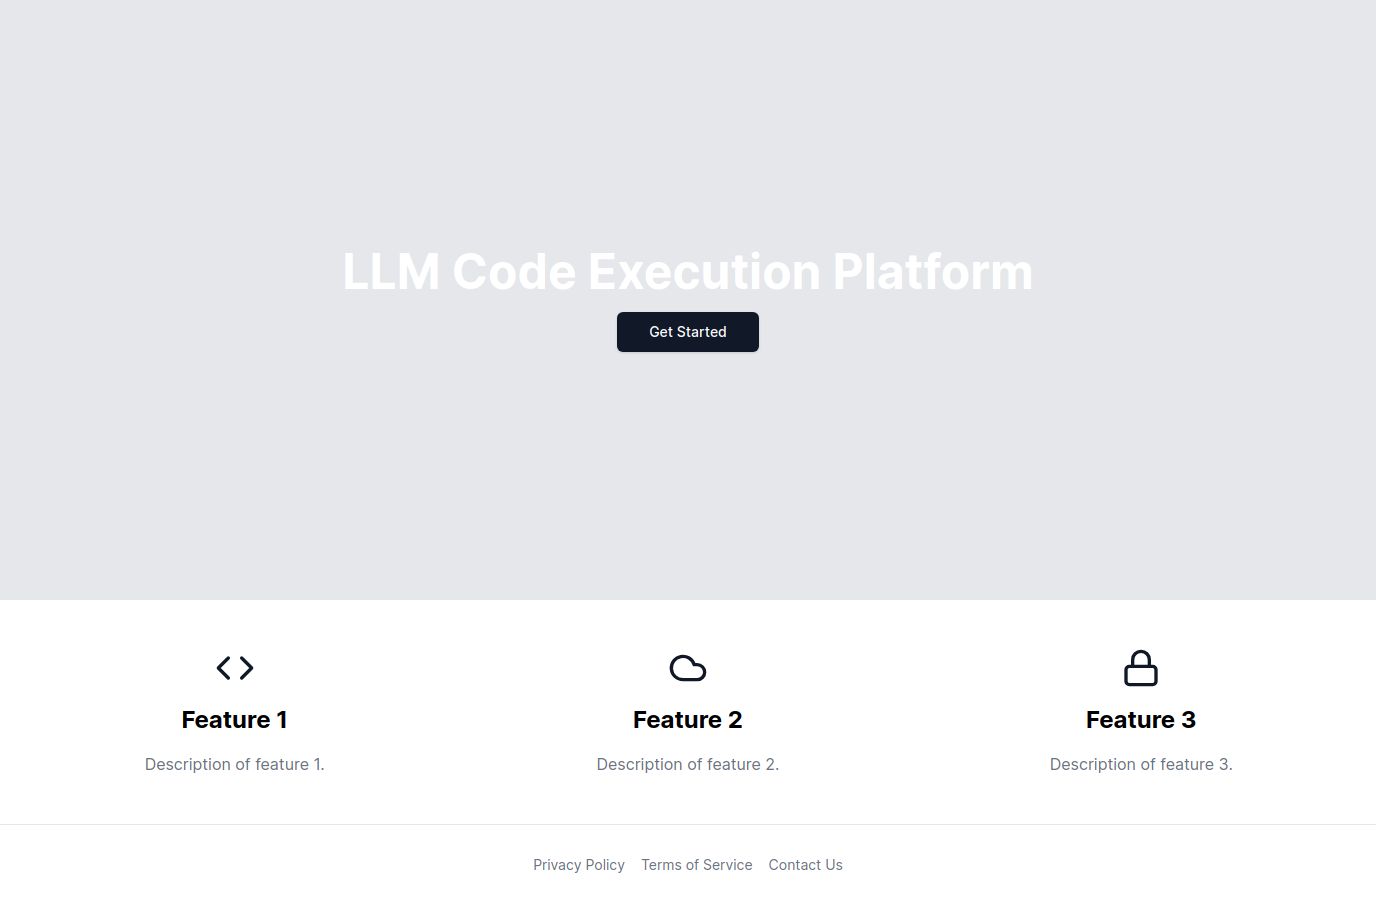 LLM Code Execution Platform
Get Started
Feature 1
Description of feature 1.
Feature 2
Description of feature 2.
Feature 3
Description of feature 3.
Privacy Policy Terms of Service Contact Us